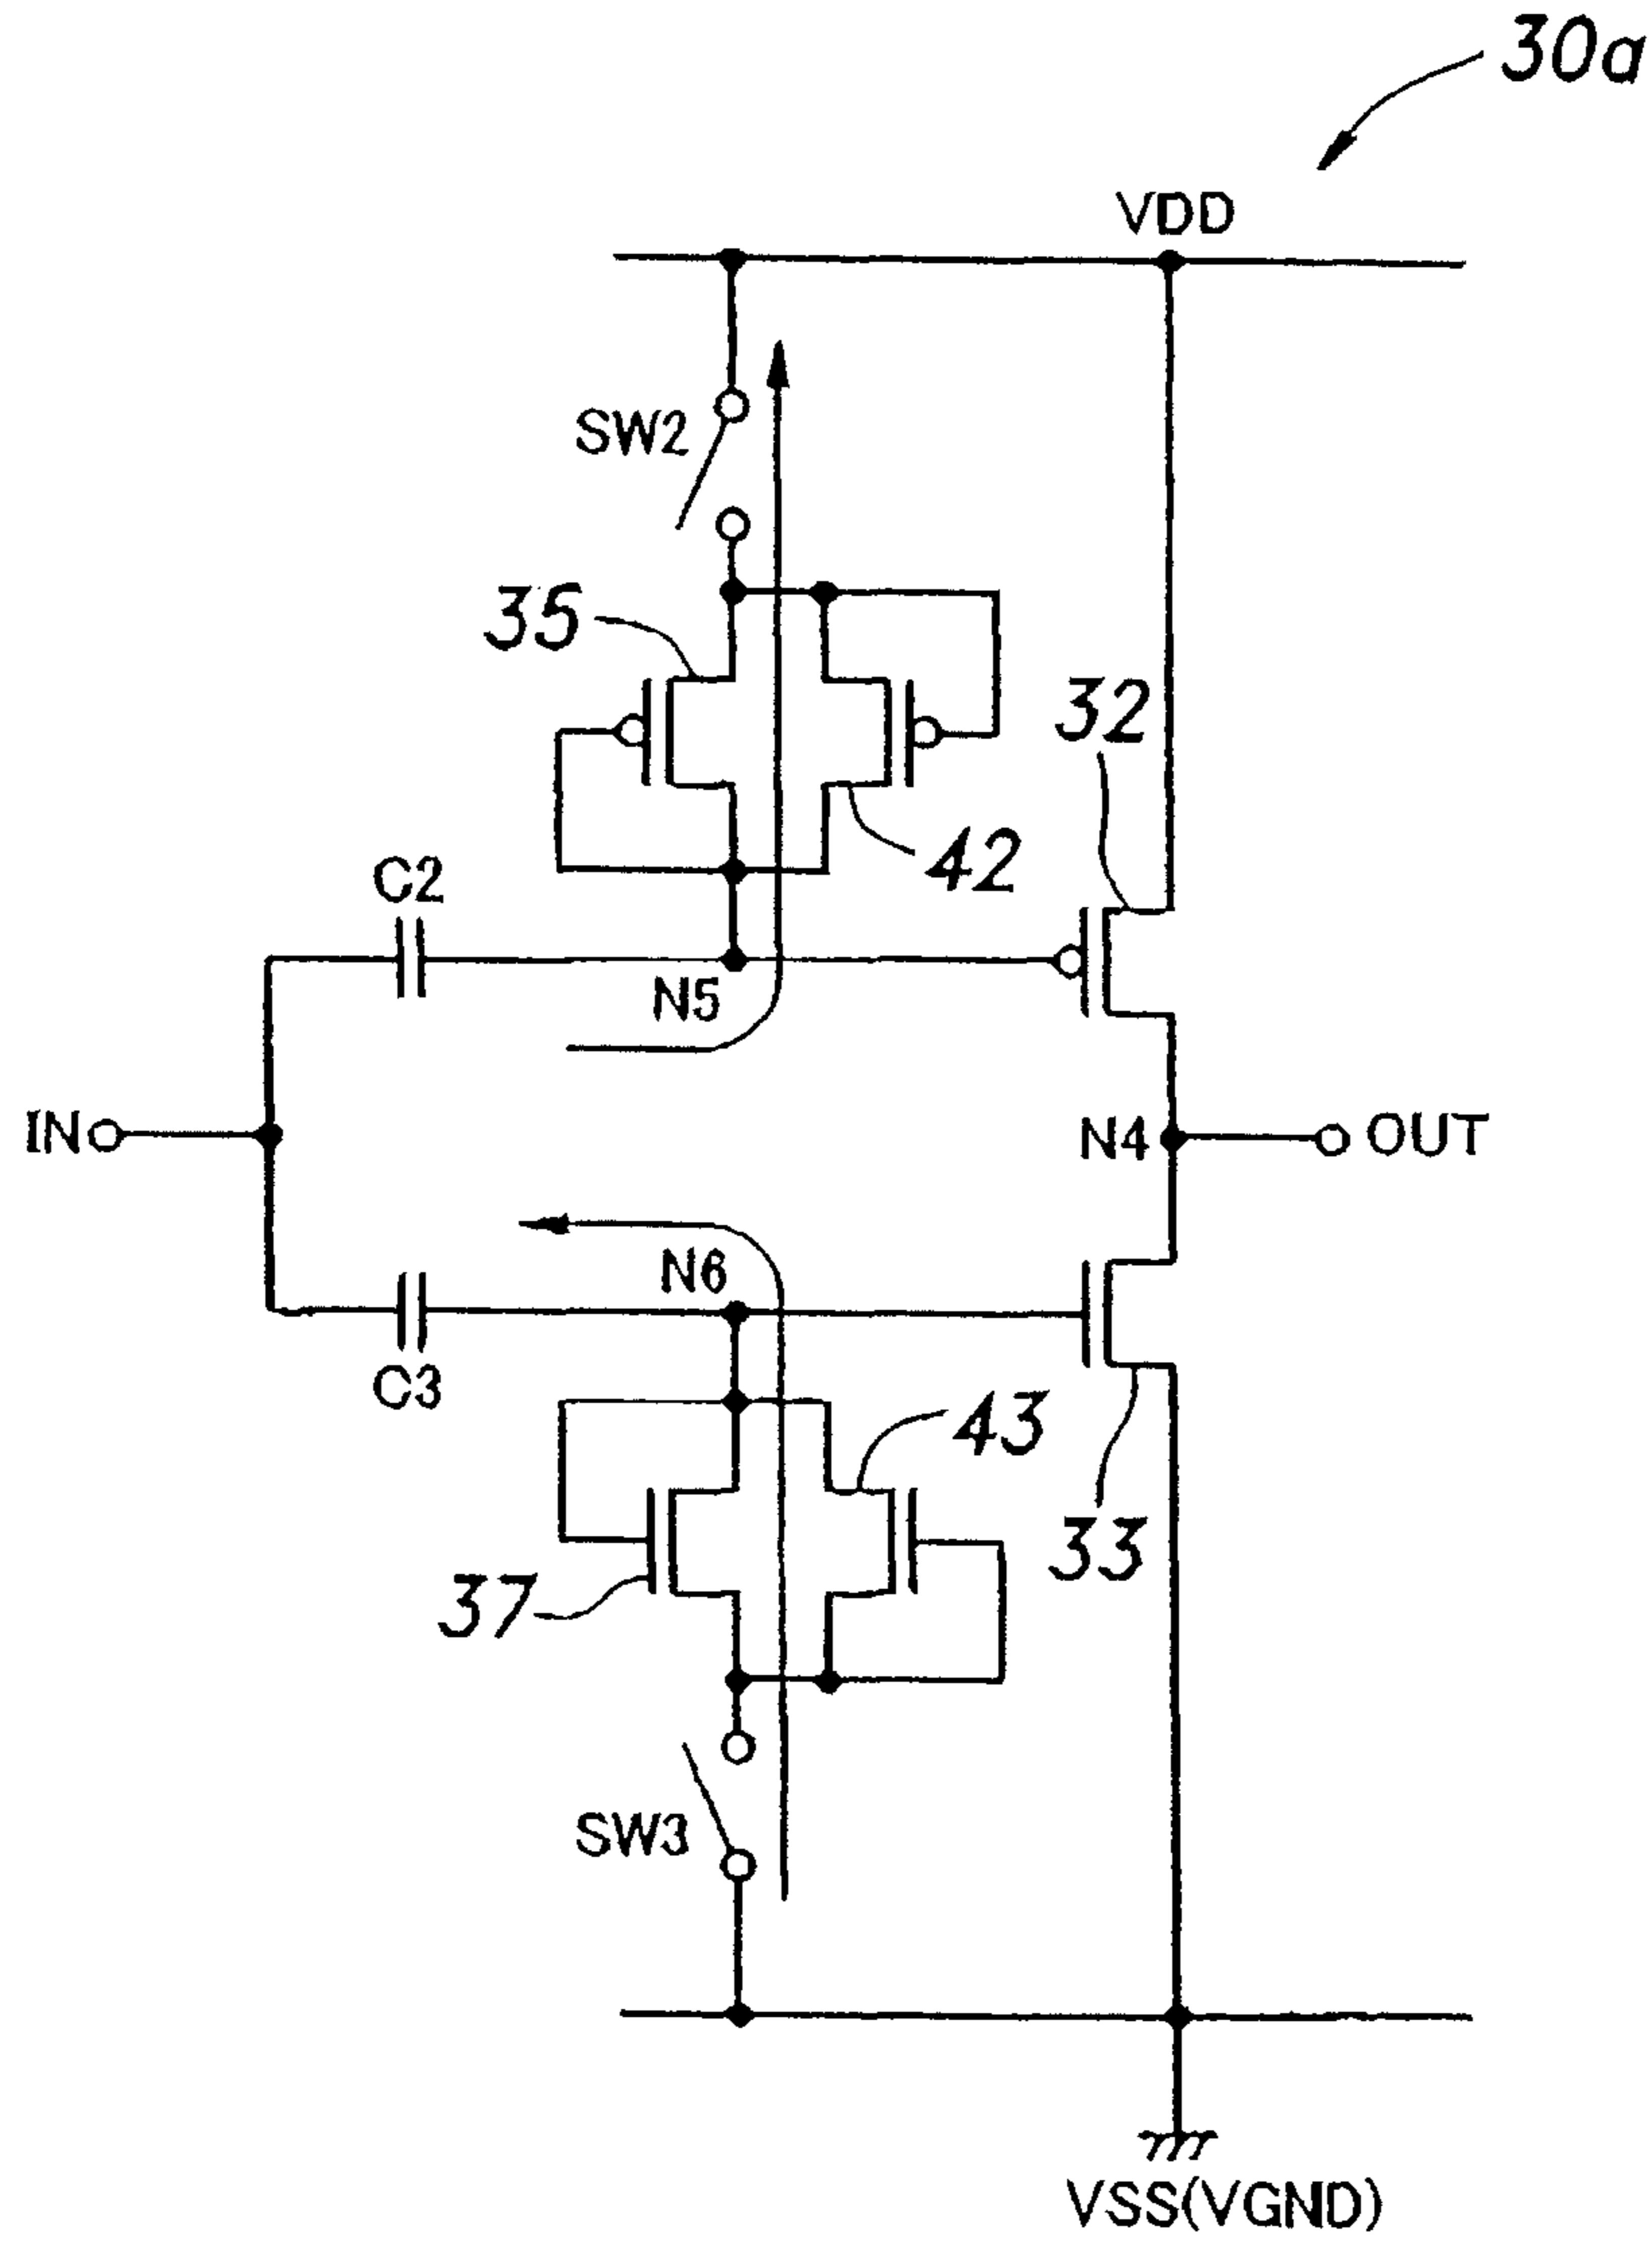 30a
VDD
SW2
35
32
42
C2
N5
IN
N4
OUT
N6
C3
43
33
37
SW3
VSS(VGND)